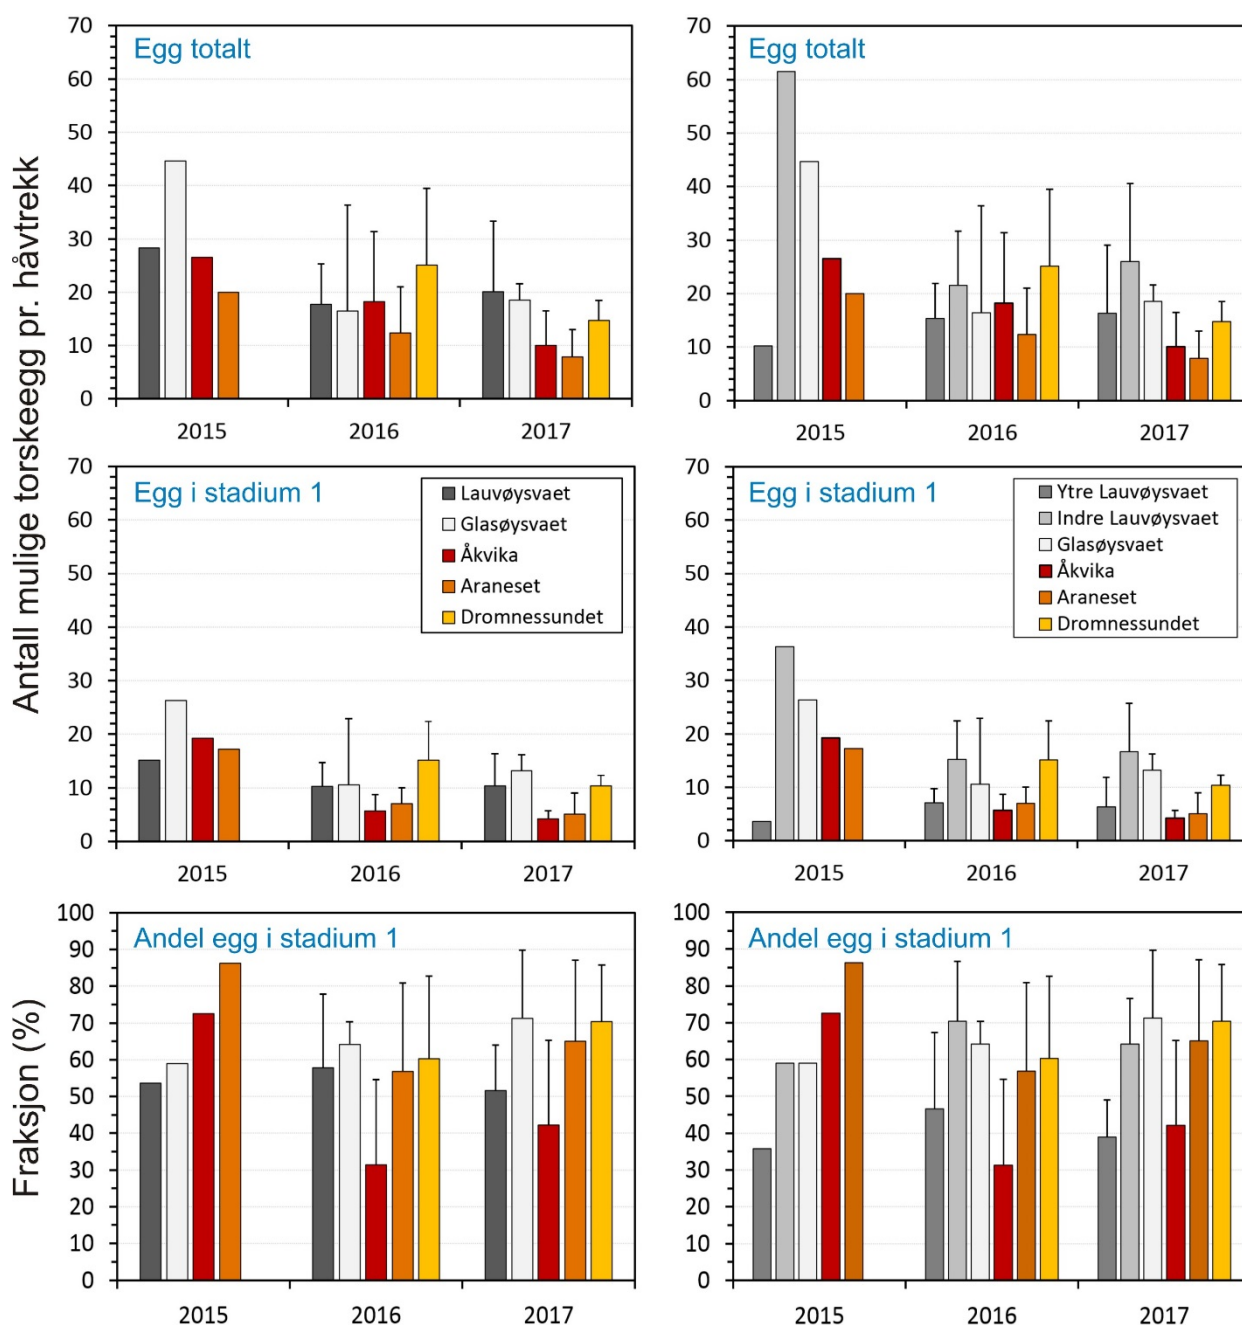 Antall mulige torskeegg pr. håvtrekk
Fraksjon (%)
Egg totalt
70
60
50
40
30
20
10
0
2015 2016 2017
Egg totalt
70
60
50
40
30
20
10
0
2015 2016 2017
Egg i stadium 1
70
60
50
40
30
20
10
0
Lauvøysvaet
Glasøysvaet
Åkvika
Araneset
Dromnessundet
2015 2016 2017
Egg i stadium 1
70
60
50
40
30
20
10
0
Ytre Lauvøysvaet
Indre Lauvøysvaet
Glasøysvaet
Åkvika
Araneset
Dromnessundet
2015 2016 2017
Andel egg i stadium 1
100
90
80
70
60
50
40
30
20
10
0
2015 2016 2017
Andel egg i stadium 1
100
90
80
70
60
50
40
30
20
10
0
2015 2016 2017